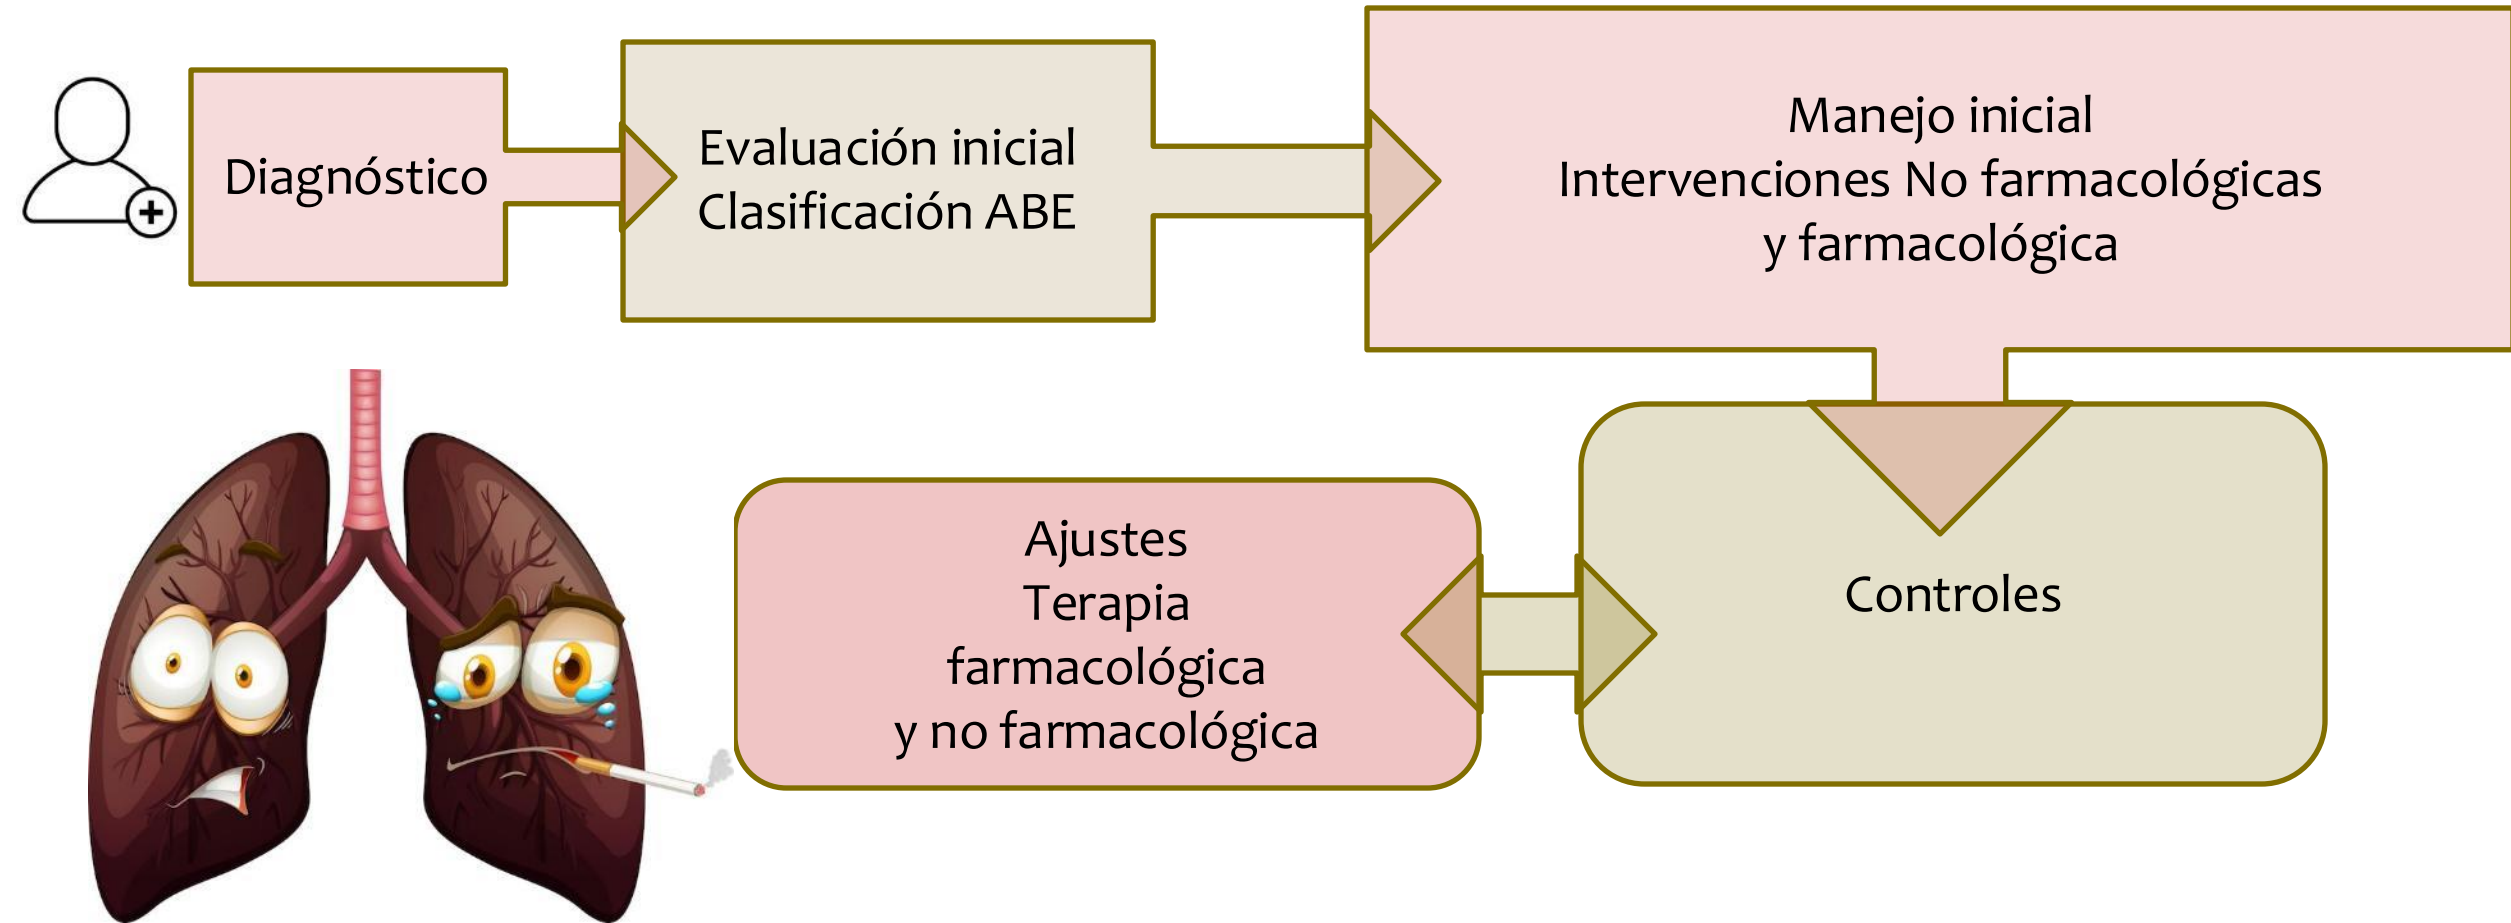 Diagnóstico
Evaluación inicial
Clasificación ABE
Manejo inicial
Intervenciones No farmacológicas
y farmacológica
Ajustes
Terapia
farmacológica
y no farmacológica
Controles